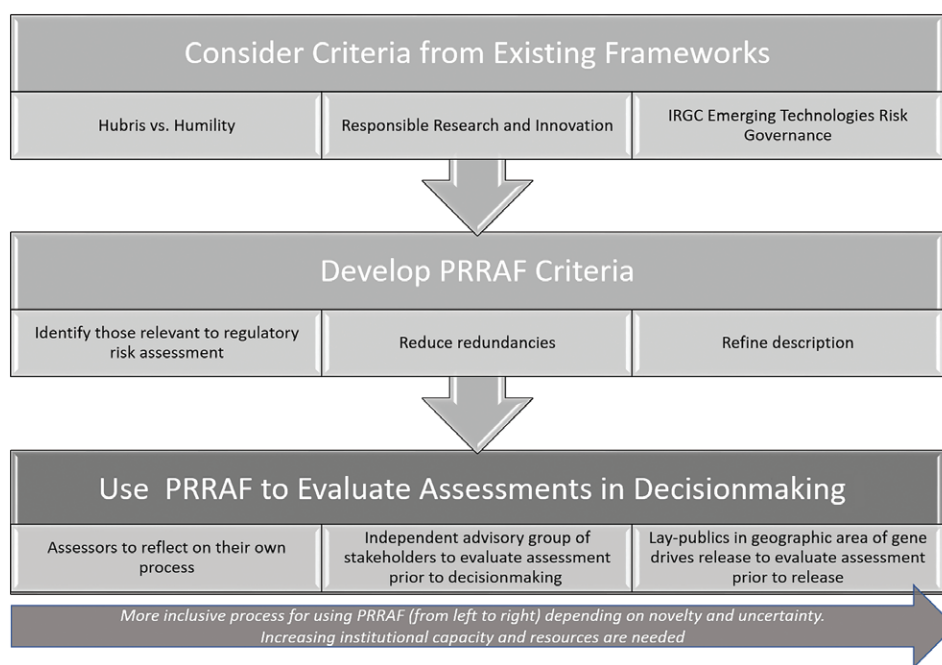 Consider Criteria from Existing Frameworks
Hubris vs. Humility
Responsible Research and Innovation
IRGC Emerging Technologies Risk
Governance
Develop PRRAF Criteria
Identify those relevant to regulatory
risk assessment
Reduce redundancies
Refine description
Use PRRAF to Evaluate Assessments in Decisionmaking
Assessors to reflect on their own
process
Independent advisory group of
stakeholders to evaluate assessment
prior to decisionmaking
Lay-publics in geographic area of gene
drives release to evaluate assessment
prior to release
More inclusive process for using PRRAF (from left to right) depending on novelty and uncertainty.
Increasing institutional capacity and resources are needed